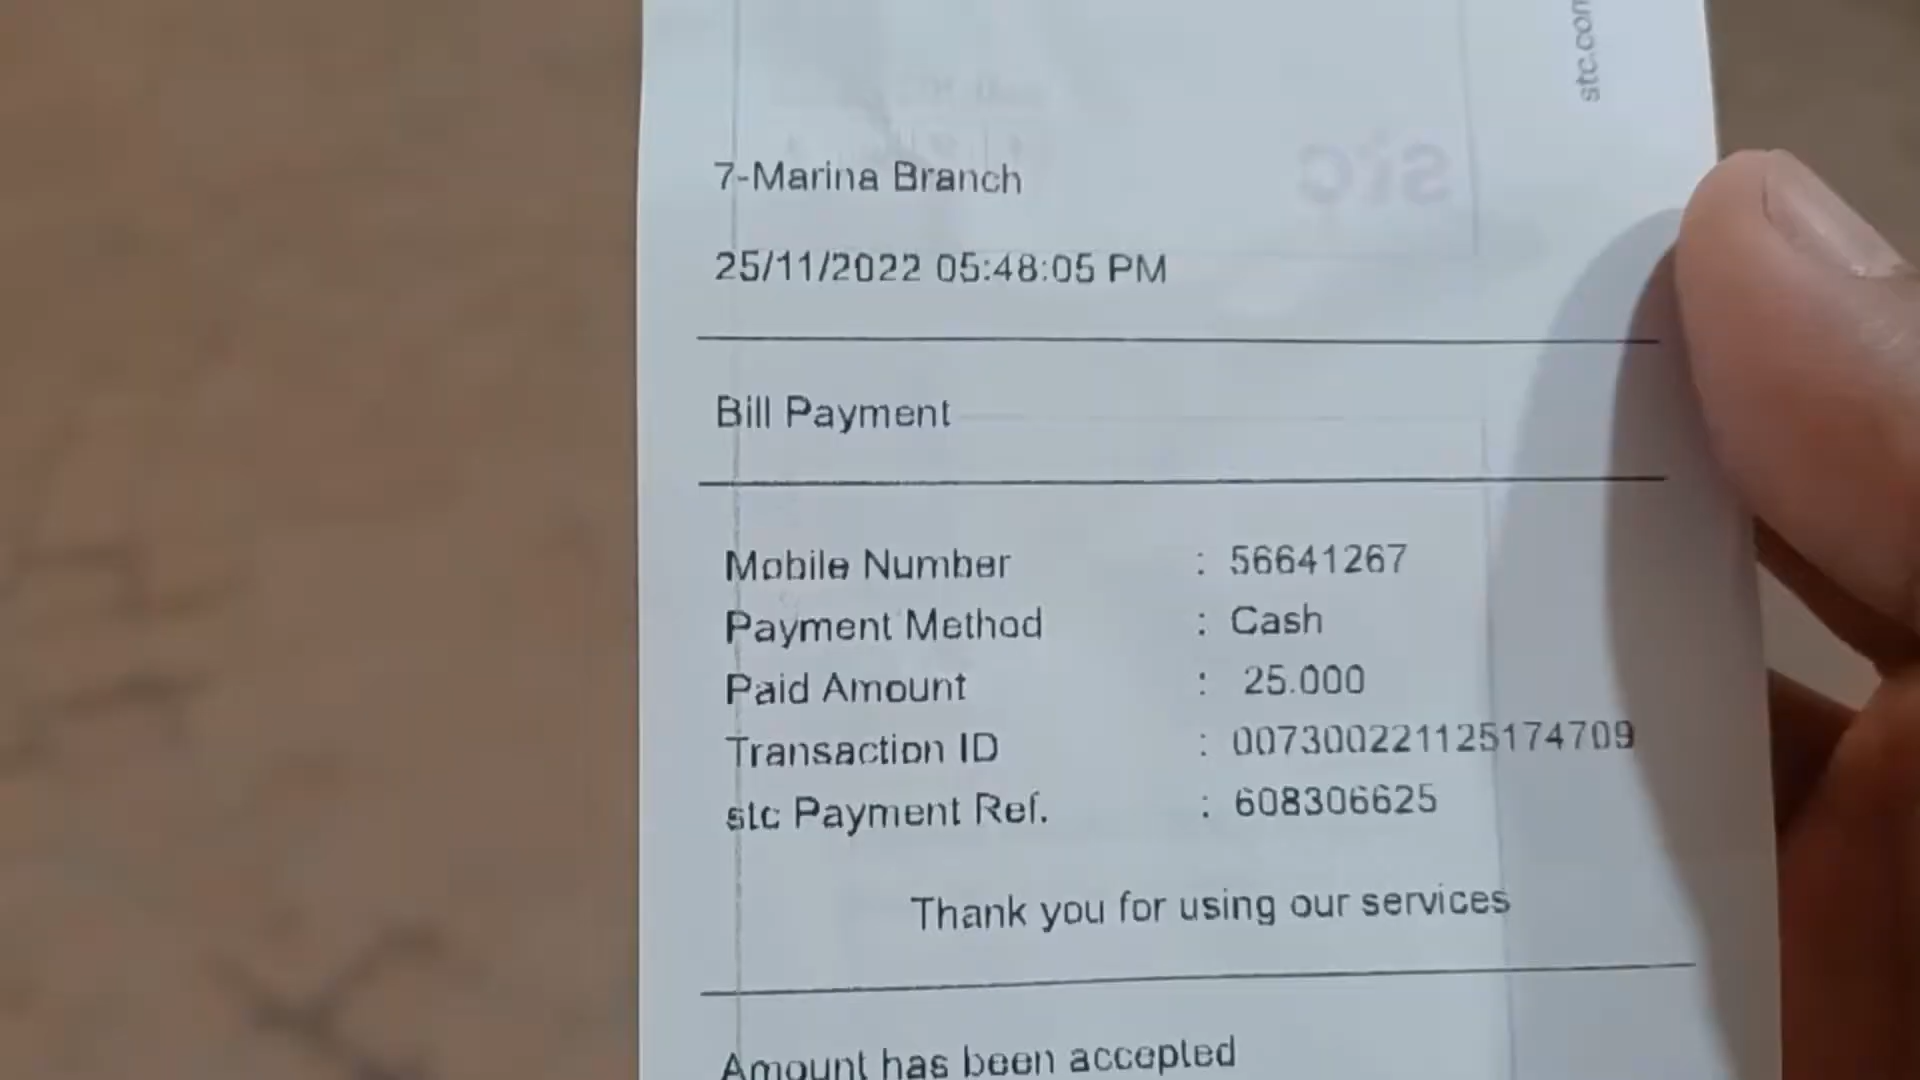 stc.com
7-Marina Branch
25/11/2022 05:48:05 PM
Bill Payment
Mobile Number : 56641267
Payment Method : Cash
Paid Amount : 25.000
Transaction ID : 007300221125174709
stc Payment Ref. : 608306625
Thank you for using our services
Amount has been accepted
stc